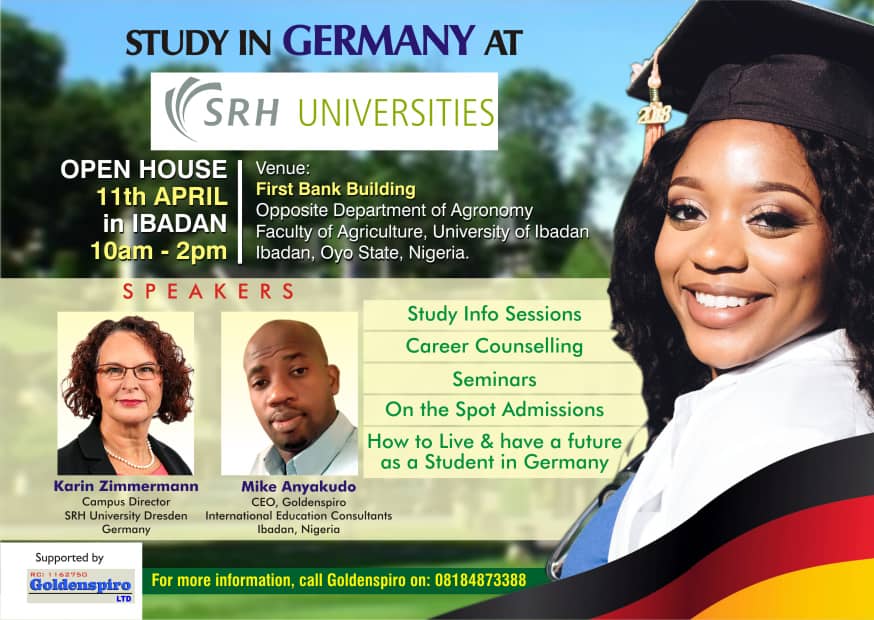 STUDY IN GERMANY AT
SRH UNIVERSITIES
OPEN HOUSE
11th APRIL
in IBADAN
10am - 2pm
Venue:
First Bank Building
Opposite Department of Agronomy
Faculty of Agriculture, University of Ibadan
Ibadan, Oyo State, Nigeria.
2018
SPEAKERS
Karin Zimmermann
Campus Director
SRH University Dresden
Germany
Mike Anyakudo
CEO, Goldenspiro
International Education Consultants
Ibadan, Nigeria
Study Info Sessions
Career Counselling
Seminars
On the Spot Admissions
How to Live & have a future
as a Student in Germany
Supported by
RC: 1162750
Goldenspiro
LTD
For more information, call Goldenspiro on: 08184873388